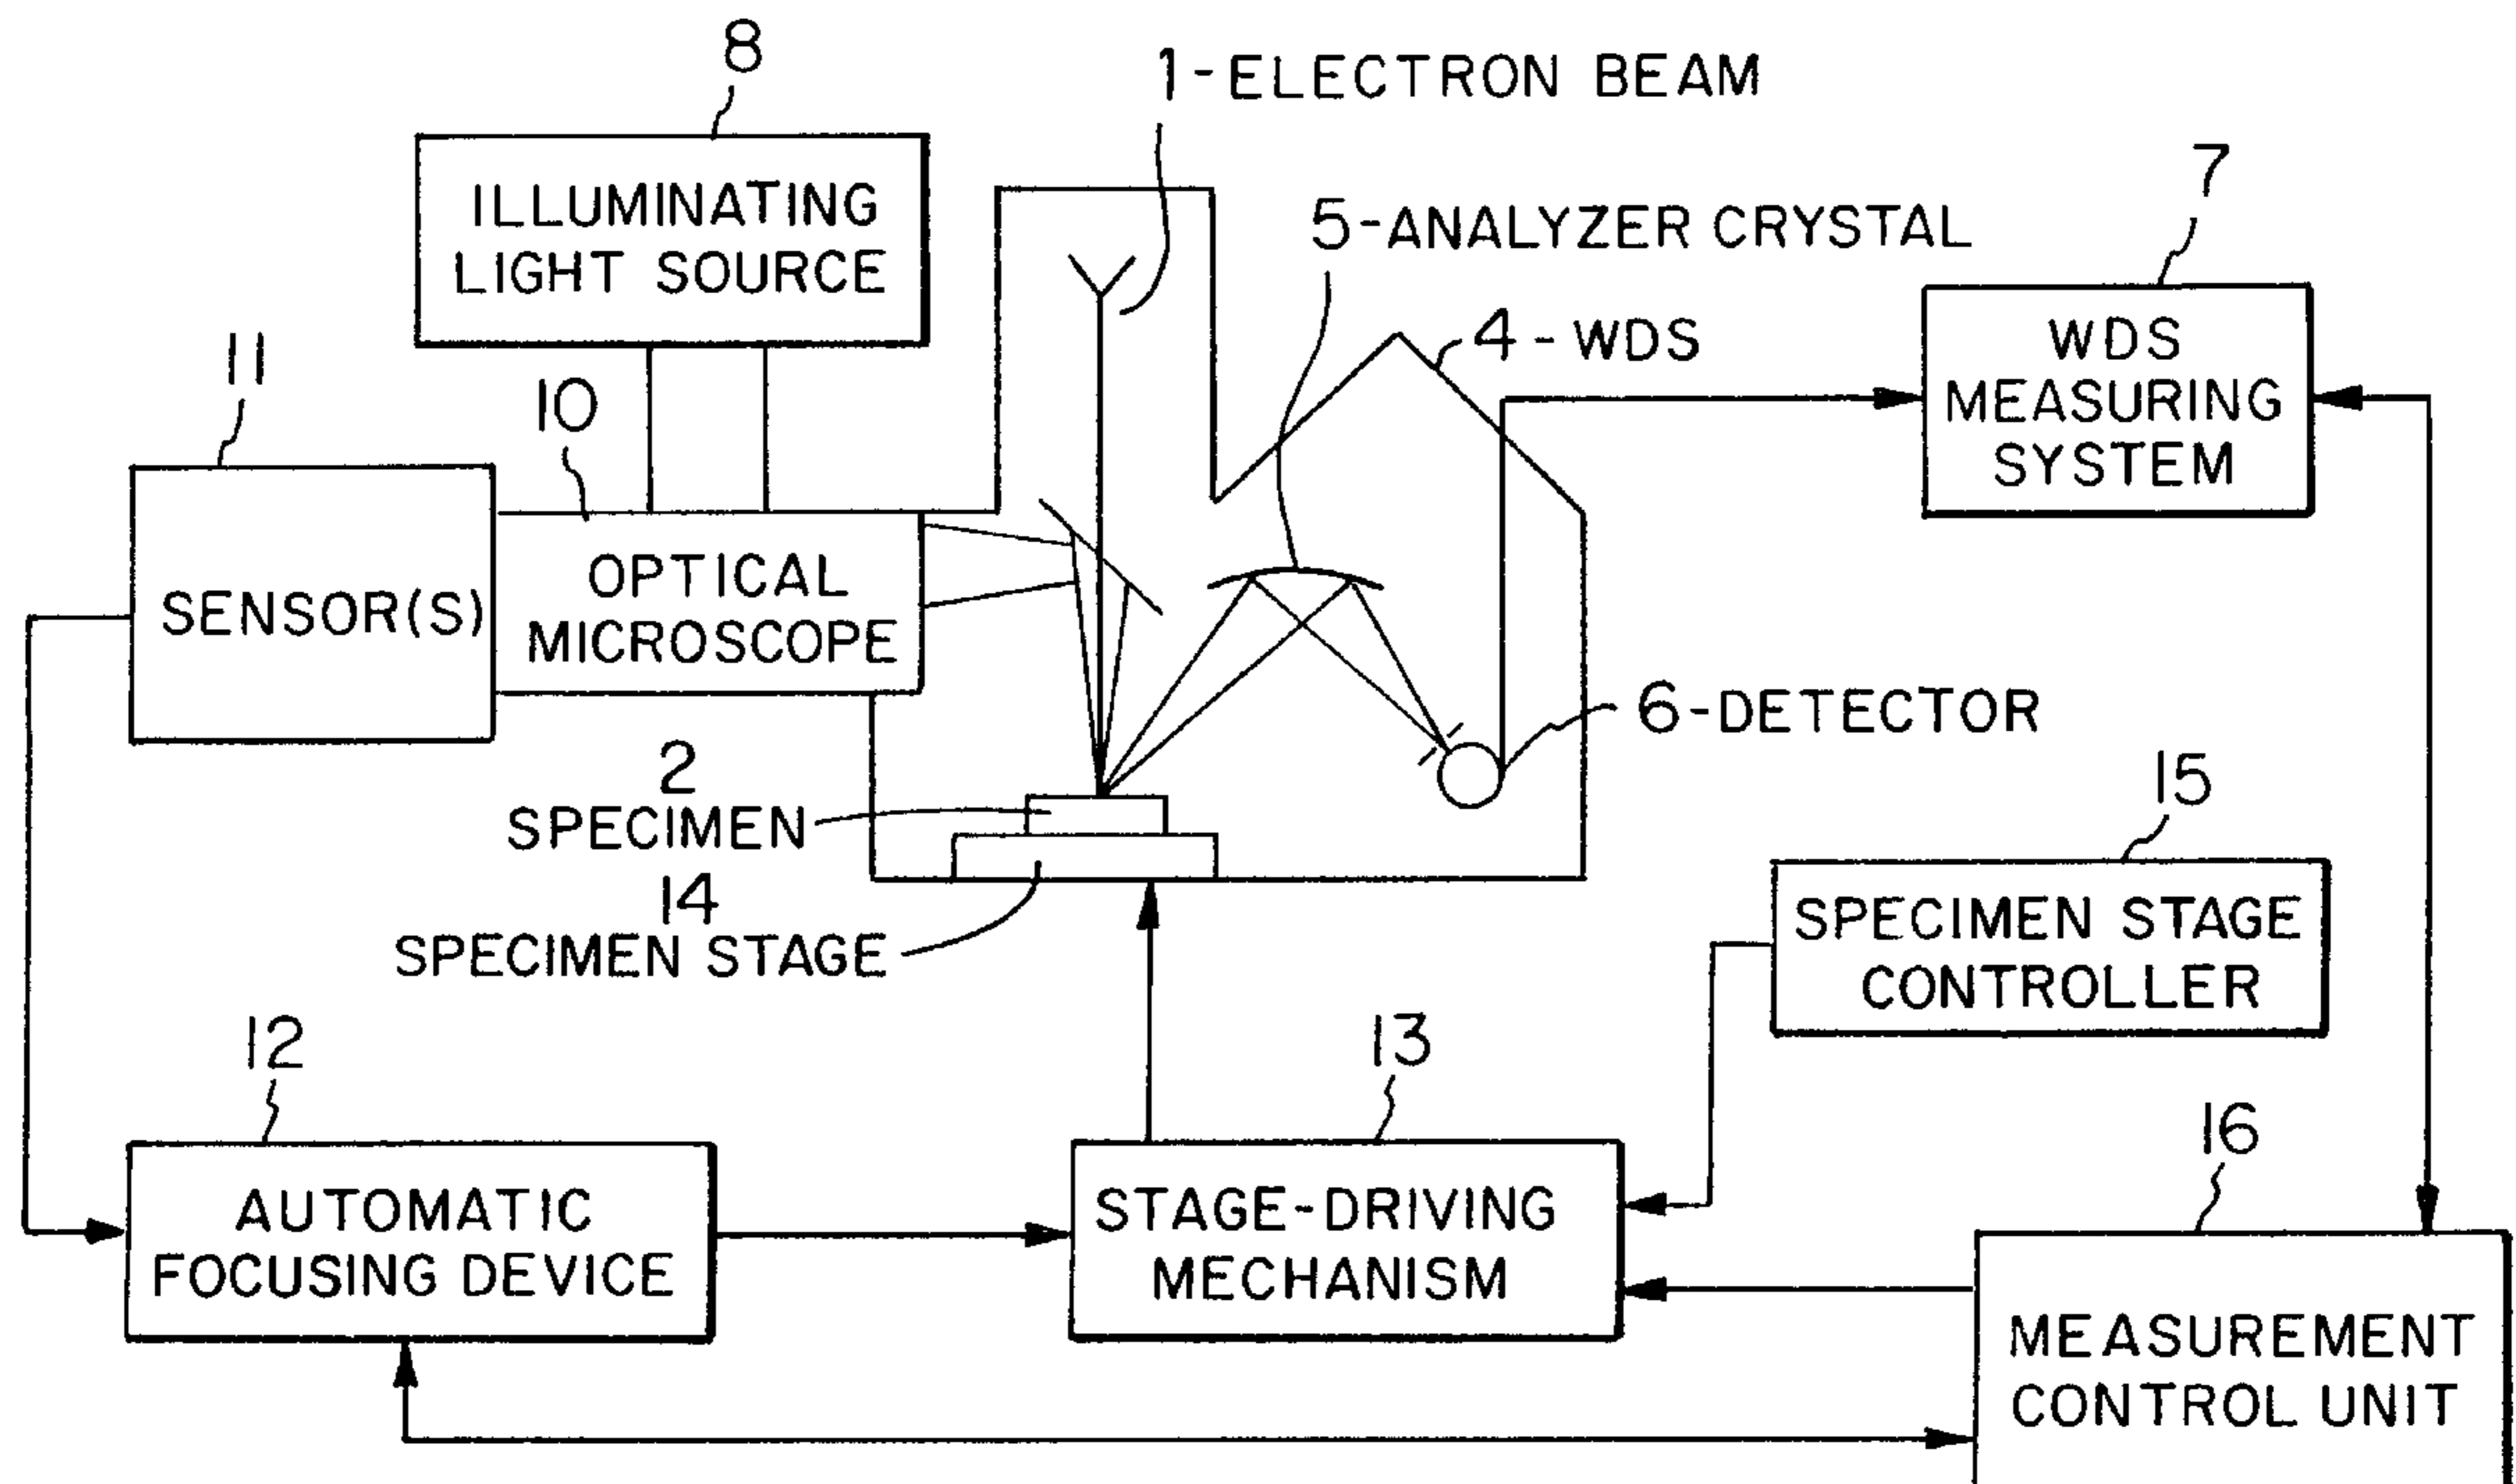 8
1-ELECTRON BEAM
ILLUMINATING
LIGHT SOURCE
7
5-ANALYZER CRYSTAL
4-WDS
WDS
MEASURING
SYSTEM
11
10
SENSOR(S)
OPTICAL
MICROSCOPE
6-DETECTOR
2
SPECIMEN
14
SPECIMEN STAGE
15
SPECIMEN STAGE
CONTROLLER
12
AUTOMATIC
FOCUSING DEVICE
13
STAGE-DRIVING
MECHANISM
16
MEASUREMENT
CONTROL UNIT